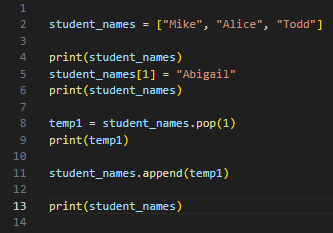 1
2 student_names = ["Mike", "Alice", "Todd"]
3
4 print(student_names)
5 student_names[1] = "Abigail"
6 print(student_names)
7
8 temp1 = student_names.pop(1)
9 print(temp1)
10
11 student_names.append(temp1)
12
13 print(student_names)
14